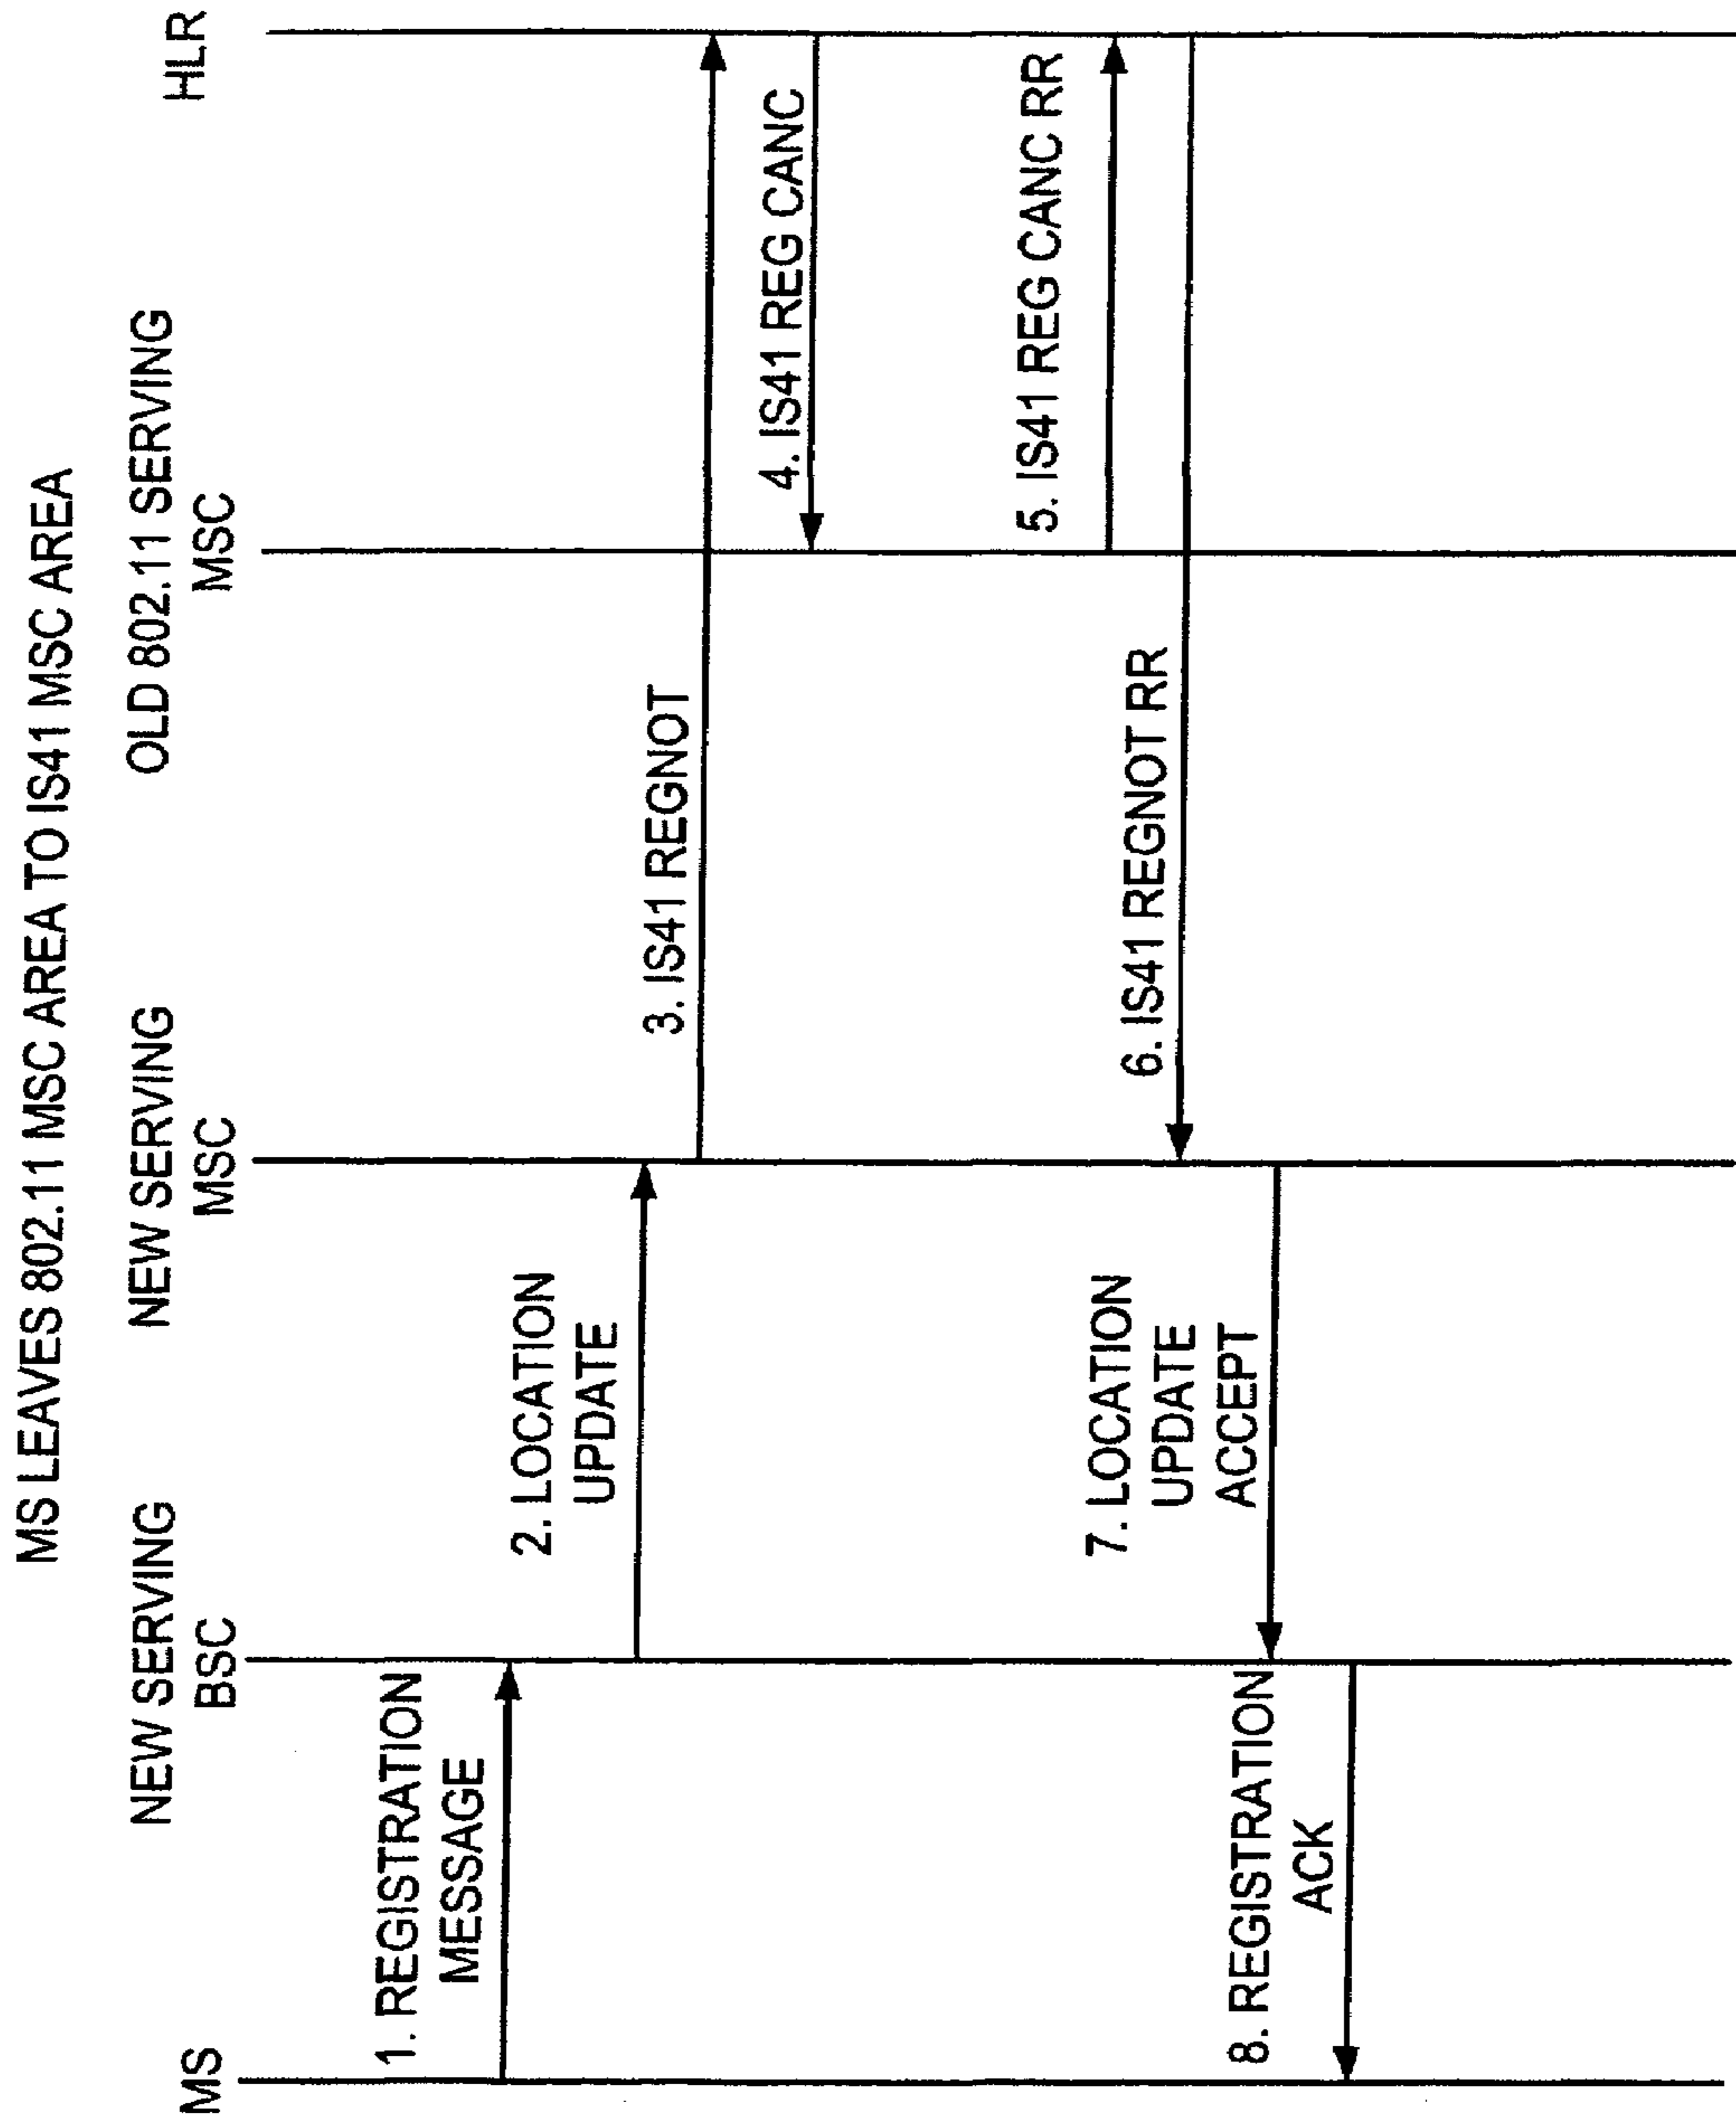 MS LEAVES 802.11 MSC AREA TO IS41 MSC AREA
MS
NEW SERVING
BSC
NEW SERVING
MSC
OLD 802.11 SERVING
MSC
HLR
1. REGISTRATION
MESSAGE
2. LOCATION
UPDATE
3. IS41 REGNOT
4. IS41 REG CANC
5. IS41 REG CANC RR
6. IS41 REGNOT RR
7. LOCATION
UPDATE
ACCEPT
8. REGISTRATION
ACK